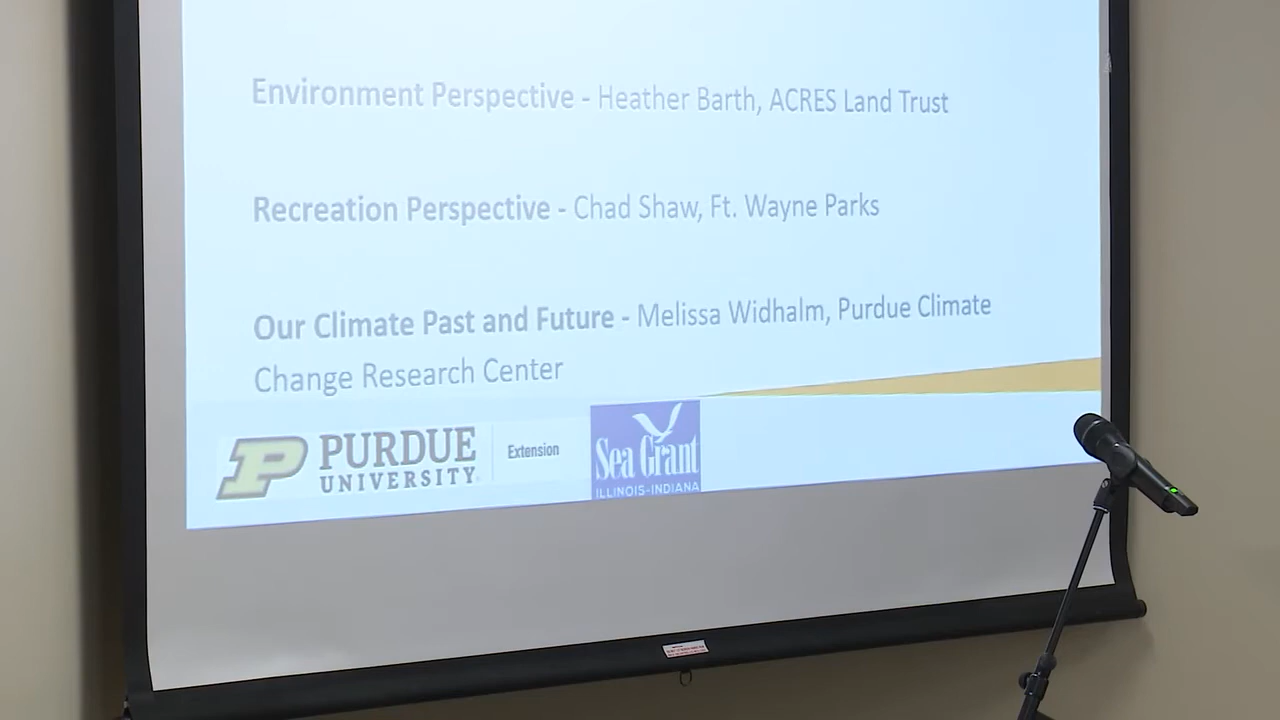 Environment Perspective - Heather Barth, ACRES Land Trust
Recreation Perspective - Chad Shaw, Ft. Wayne Parks
Our Climate Past and Future - Melissa Widhalm, Purdue Climate
Change Research Center
P PURDUE
UNIVERSITY
Extension
Sea Grant
ILLINOIS-INDIANA